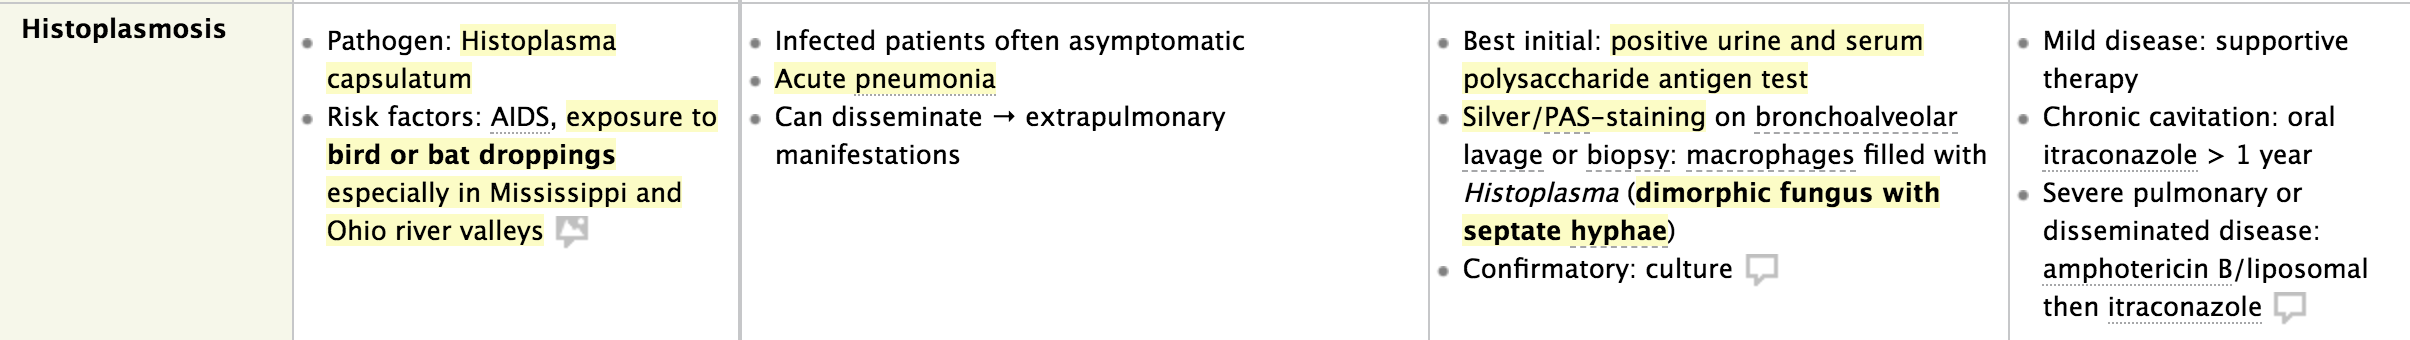 Histoplasmosis
Pathogen: Histoplasma
capsulatum
Risk factors: AIDS, exposure to
bird or bat droppings
especially in Mississippi and
Ohio river valleys
Infected patients often asymptomatic
Acute pneumonia
Can disseminate → extrapulmonary
manifestations
Best initial: positive urine and serum
polysaccharide antigen test
Silver/PAS-staining on bronchoalveolar
lavage or biopsy: macrophages filled with
Histoplasma (dimorphic fungus with
septate hyphae)
Confirmatory: culture
Mild disease: supportive
therapy
Chronic cavitation: oral
itraconazole > 1 year
Severe pulmonary or
disseminated disease:
amphotericin B/liposomal
then itraconazole